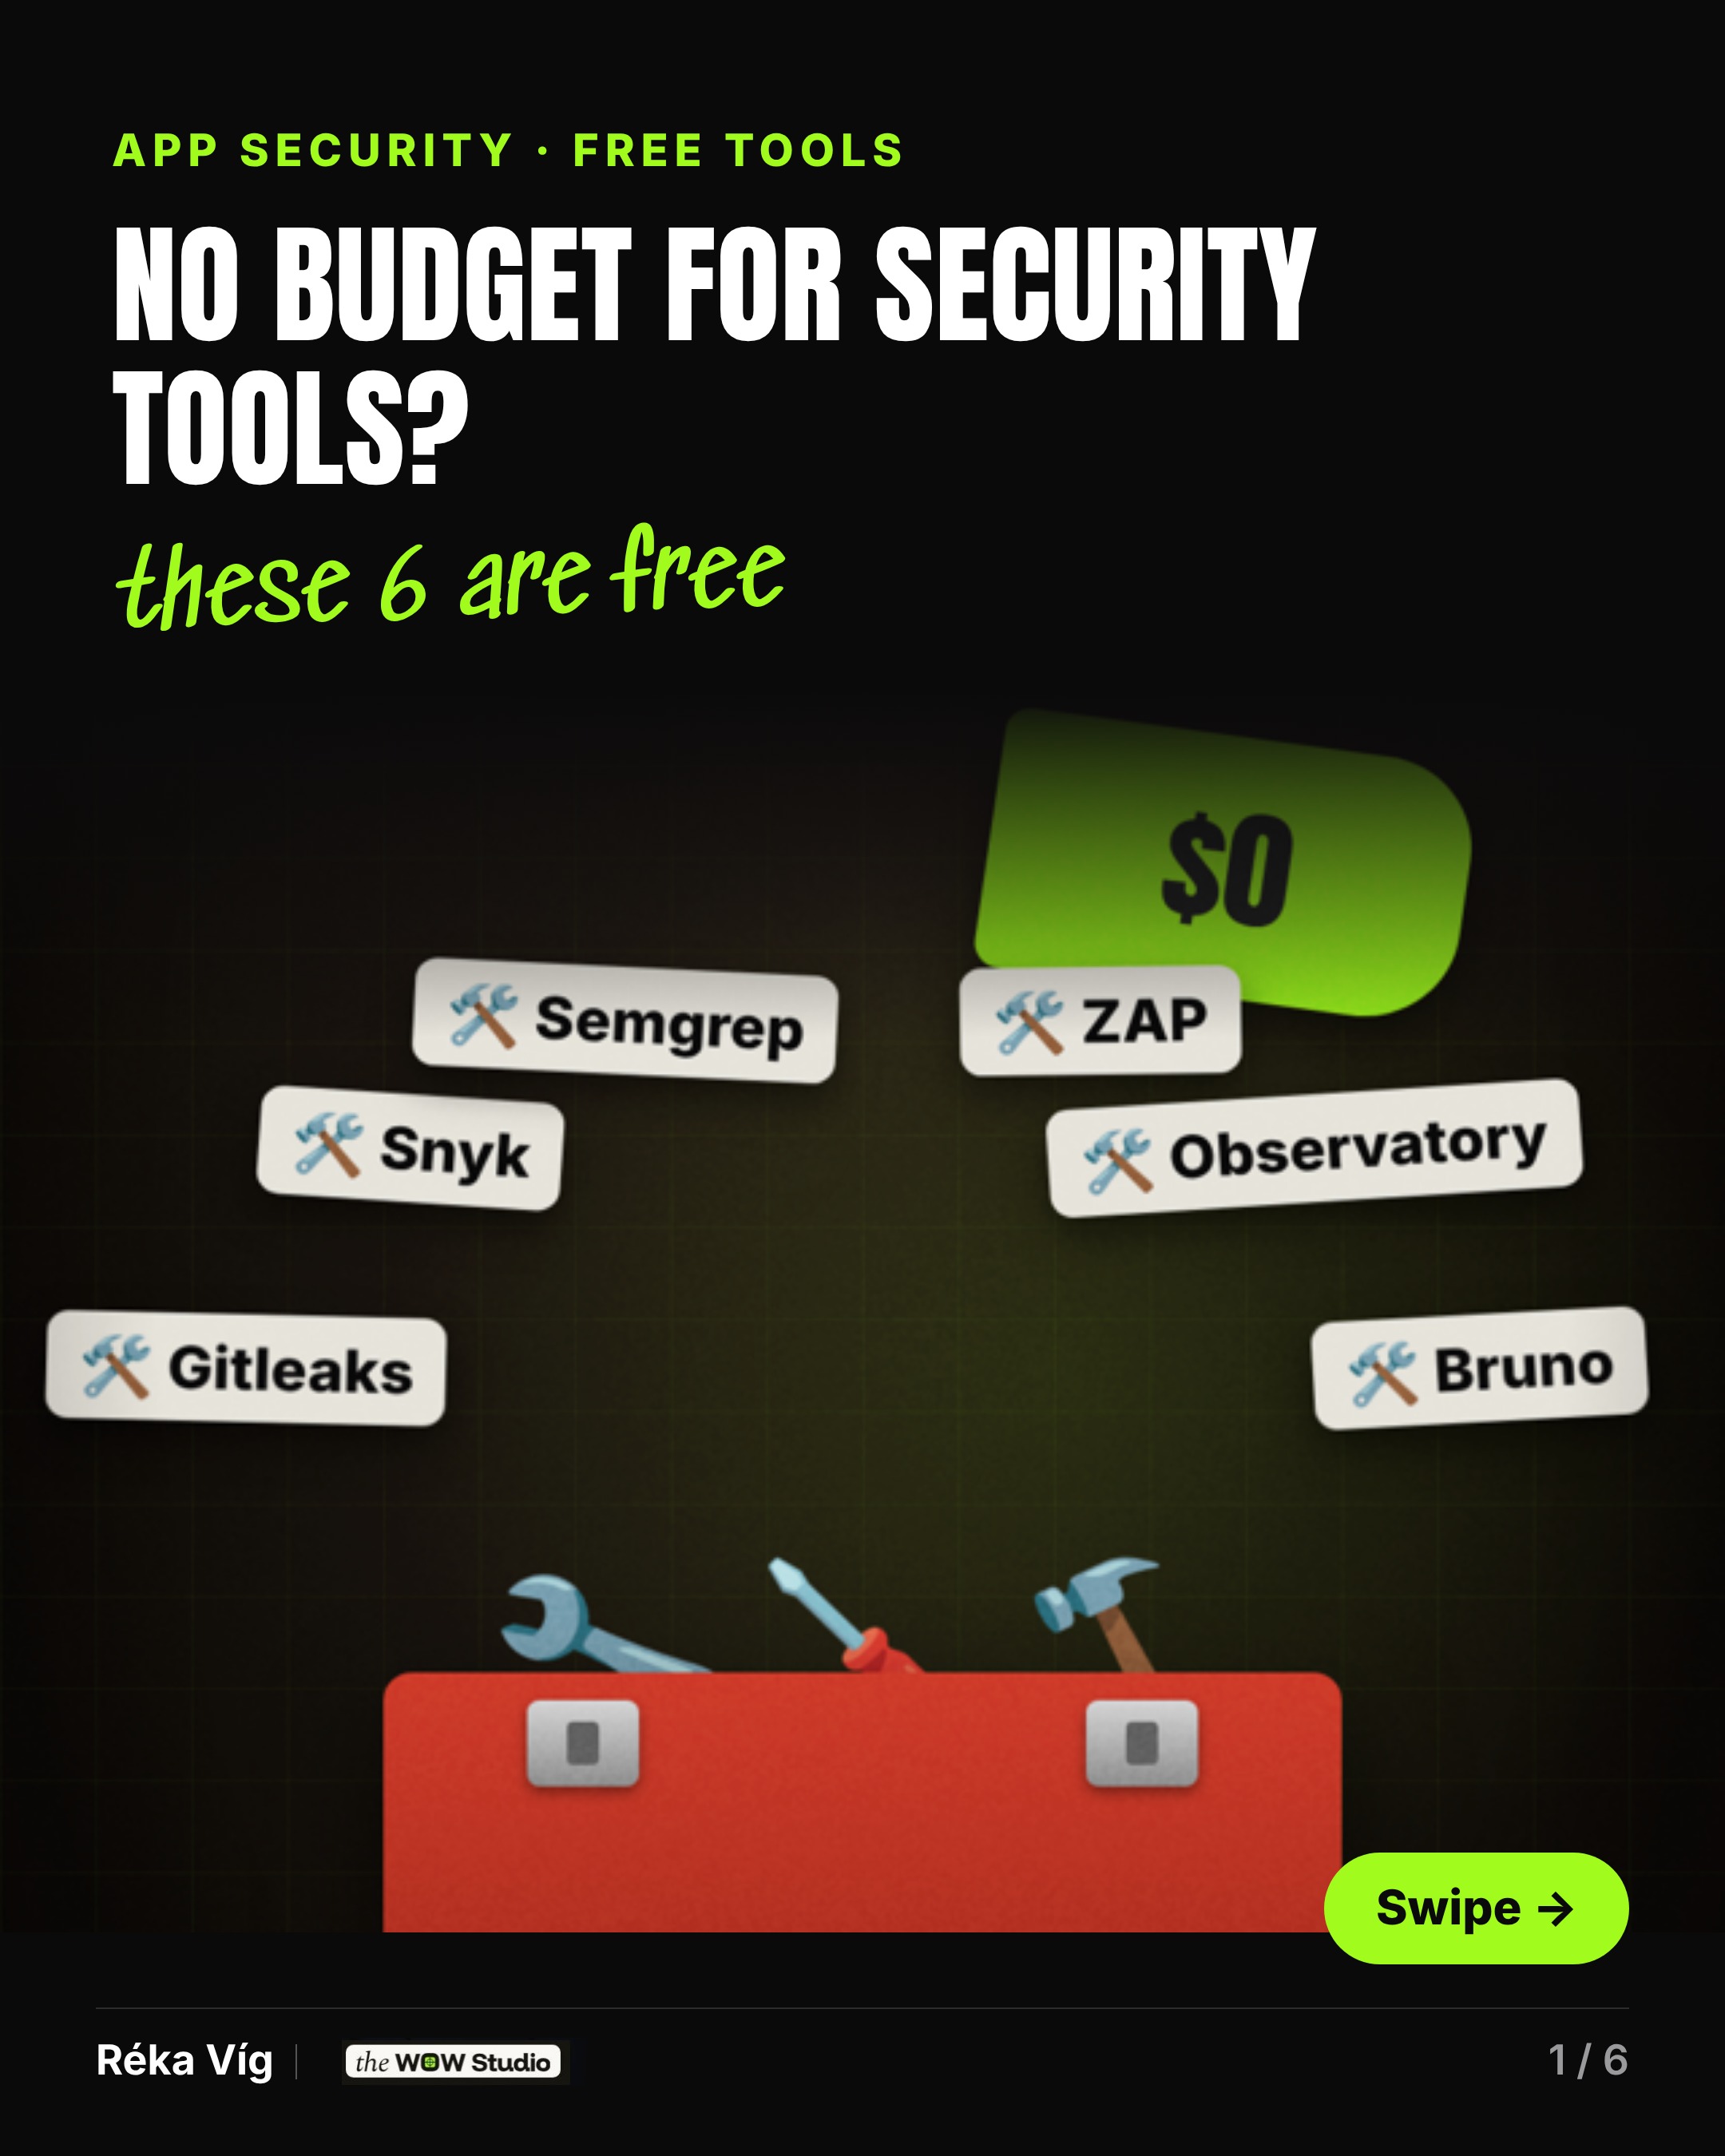 APP SECURITY · FREE TOOLS
NO BUDGET FOR SECURITY
TOOLS?
these 6 are free
$0
Semgrep
ZAP
Snyk
Observatory
Gitleaks
Bruno
Swipe →
Réka Víg
the WOW Studio
1 / 6